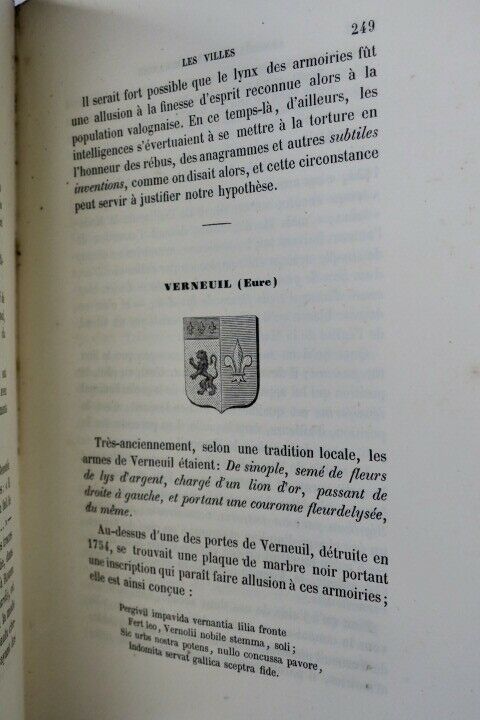 249
LES VILLES
Il serait fort possible que le lynx des armoiries fût
une allusion à la finesse d'esprit reconnue alors à la
population valognaise. En ce temps-là, d'ailleurs, les
intelligences s'évertuaient à se mettre à la torture en
l'honneur des rébus, des anagrammes et autres subtiles
inventions, comme on disait alors, et cette circonstance
peut servir à justifier notre hypothèse.
VERNEUIL (Eure)
Très-anciennement, selon une tradition locale, les
armes de Verneuil étaient: De sinople, semé de fleurs
de lys d'argent, chargé d'un lion d'or, passant de
droite à gauche, et portant une couronne fleurdelysée,
du même.
Au-dessus d'une des portes de Verneuil, détruite en
1754, se trouvait une plaque de marbre noir portant
une inscription qui paraît faire allusion à ces armoiries;
elle est ainsi conçue:
Pergivil impavida vernantia lilia fronte
Fert leo, Vernolii nobile stemma, soli;
Sic urbs nostra potens, nullo concussa pavore,
Indomita servat gallica sceptra fide.